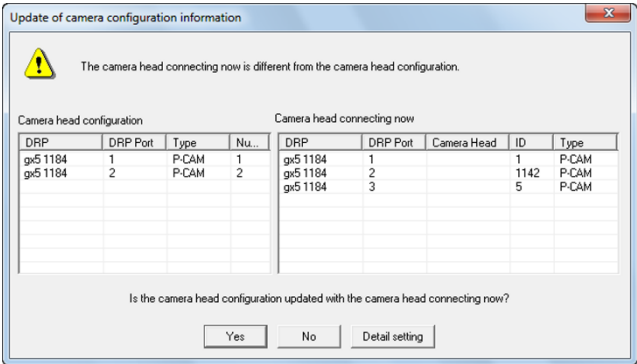 Update of camera configuration information
The camera head connecting now is different from the camera head configuration.
Camera head configuration
DRP DRP Port Type Nu...
gx5 1184 1 P-CAM 1
gx5 1184 2 P-CAM 2
Camera head connecting now
DRP DRP Port Camera Head ID Type
gx5 1184 1 1 P-CAM
gx5 1184 2 1142 P-CAM
gx5 1184 3 5 P-CAM
Is the camera head configuration updated with the camera head connecting now?
Yes No Detail setting